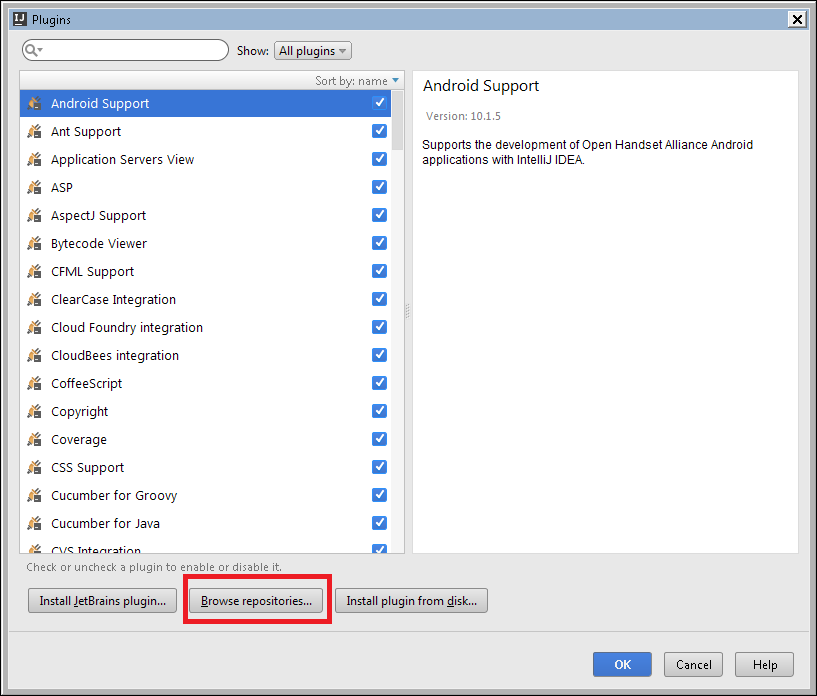 Plugins
Show: All plugins
Sort by: name
Android Support
Ant Support
Application Servers View
ASP
AspectJ Support
Bytecode Viewer
CFML Support
ClearCase Integration
Cloud Foundry integration
CloudBees integration
CoffeeScript
Copyright
Coverage
CSS Support
Cucumber for Groovy
Cucumber for Java
CVS Integration
Android Support
Version: 10.1.5
Supports the development of Open Handset Alliance Android
applications with IntelliJ IDEA.
Check or uncheck a plugin to enable or disable it.
Install JetBrains plugin... Browse repositories... Install plugin from disk...
OK Cancel Help